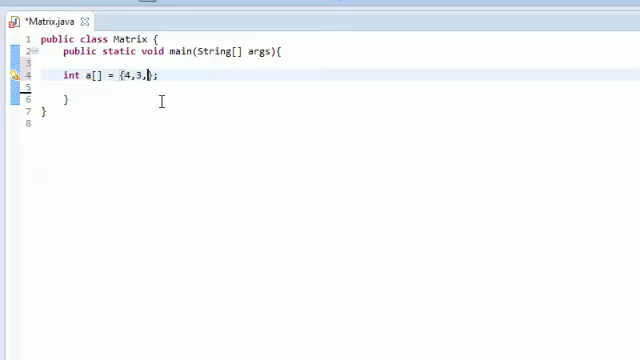 *Matrix.java
1 public class Matrix {
2 public static void main(String[] args){
3
4 int a[] = {4,3,};
5
6 }
7 }
8